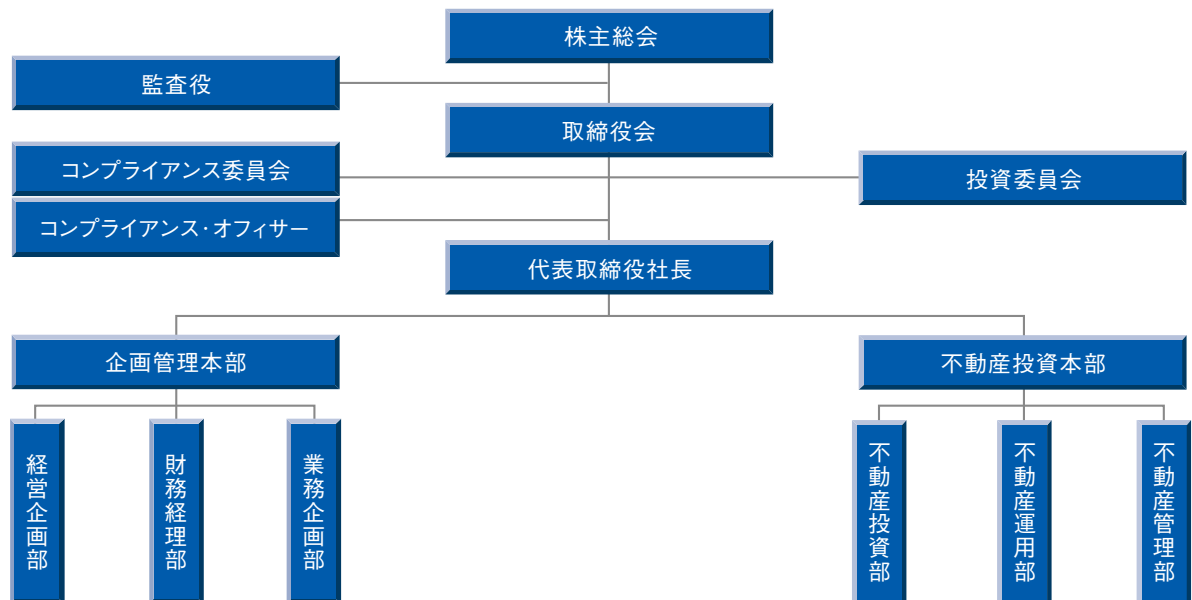 株主総会
監査役
取締役会
コンプライアンス委員会
投資委員会
コンプライアンス・オフィサー
代表取締役社長
企画管理本部
不動産投資本部
経営企画部
財務経理部
業務企画部
不動産投資部
不動産運用部
不動産管理部